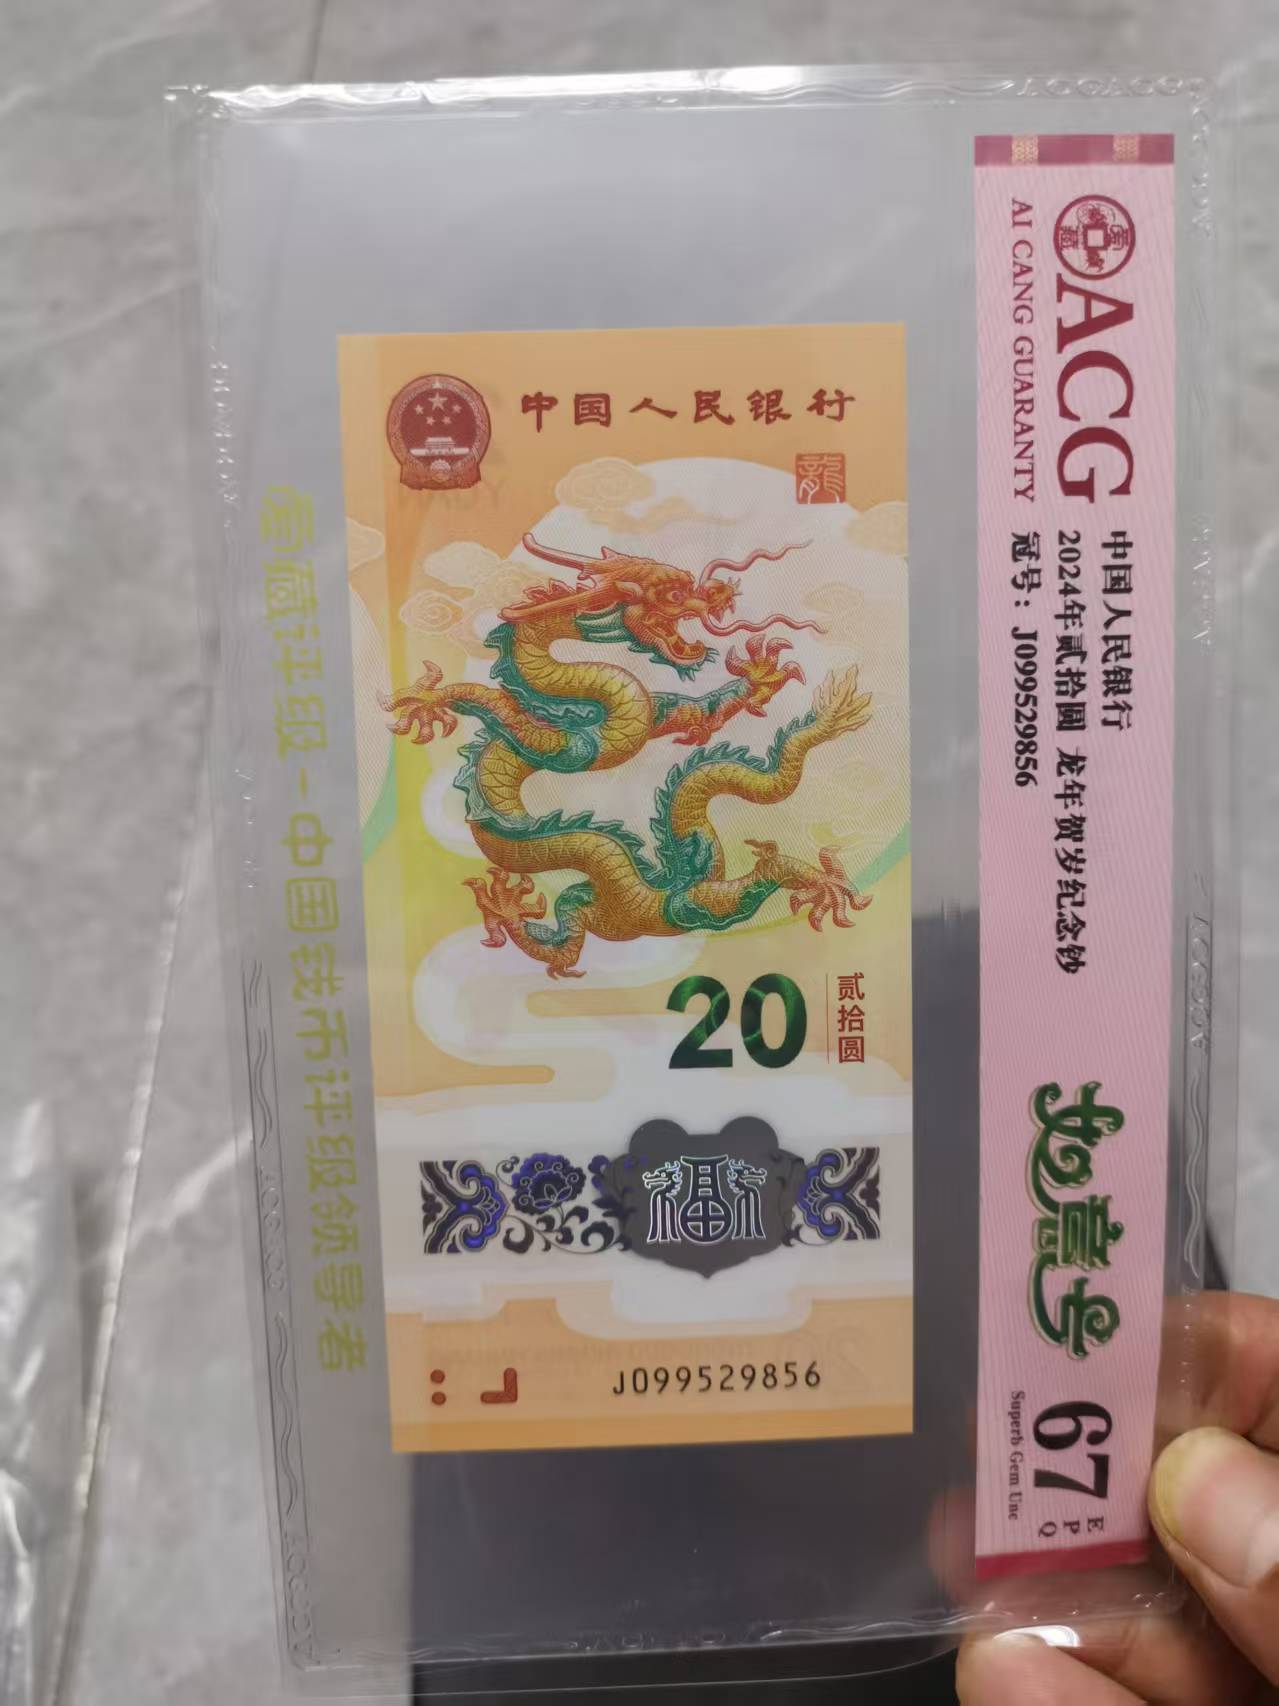 中国人民银行
龍
20
贰拾圆
福
J099529856
爱藏评级-中国钱币评级领导者
ACG
AI CANG GUARANTY
中国人民银行
2024年贰拾圆 龙年贺岁纪念钞
冠号：J099529856
67
EPQ
Superb Gem Unc